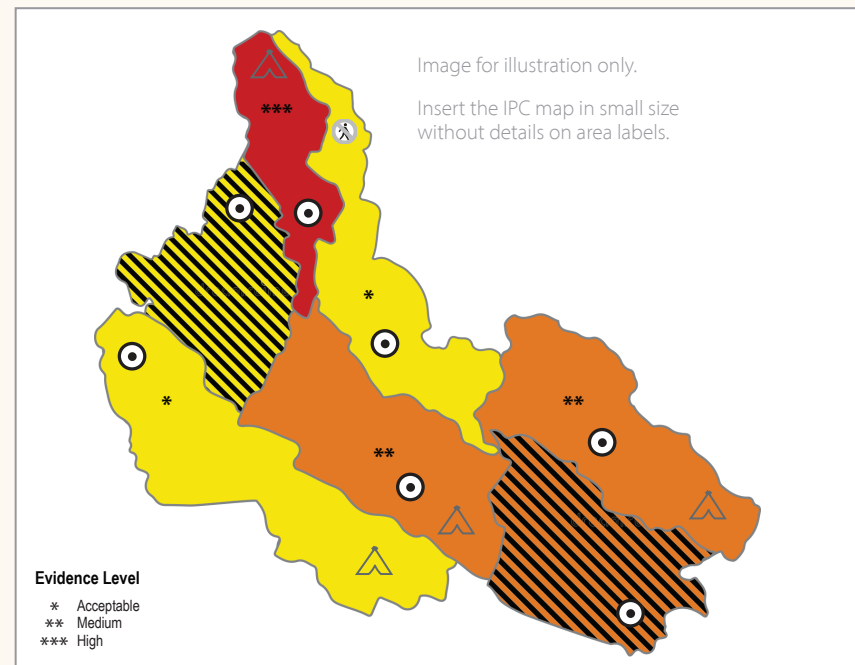 Image for illustration only.
Insert the IPC map in small size
without details on area labels.
***
*
*
**
**
Evidence Level
* Acceptable
** Medium
*** High